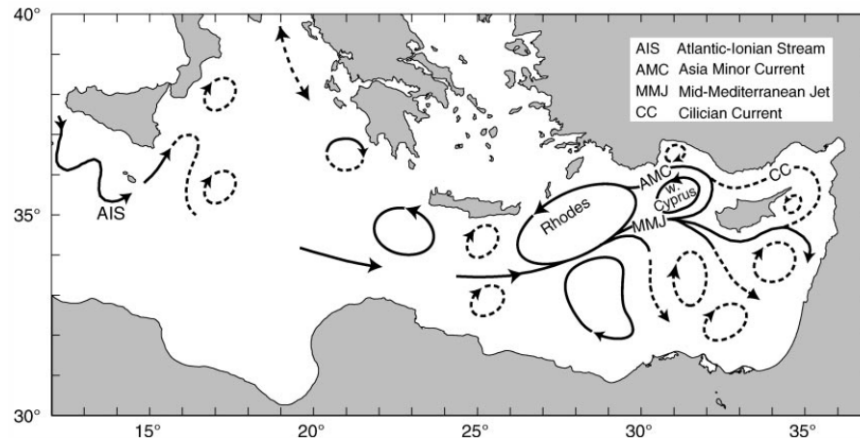 40°
35°
30°
15°
20°
25°
30°
35°
AIS Atlantic-Ionian Stream
AMC Asia Minor Current
MMJ Mid-Mediterranean Jet
CC Cilician Current
AIS
AMC
CC
W.
Cyprus
Rhodes
MMJ